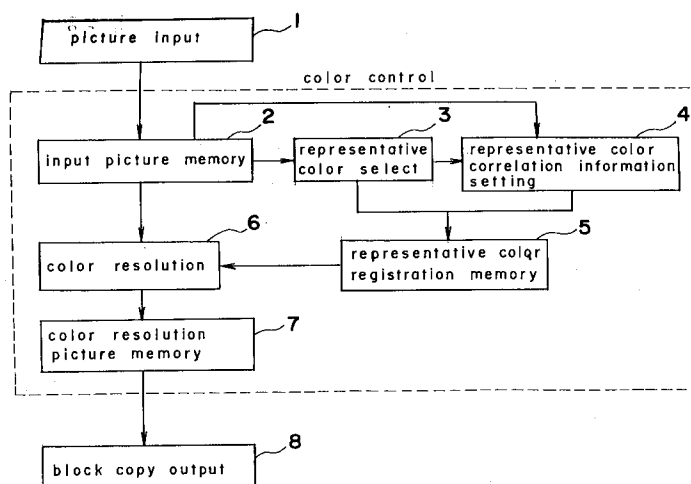 1
picture input
color control
2
3
4
input picture memory
representative
color select
representative color
correlation information
setting
6
5
color resolution
representative color
registration memory
7
color resolution
picture memory
8
block copy output